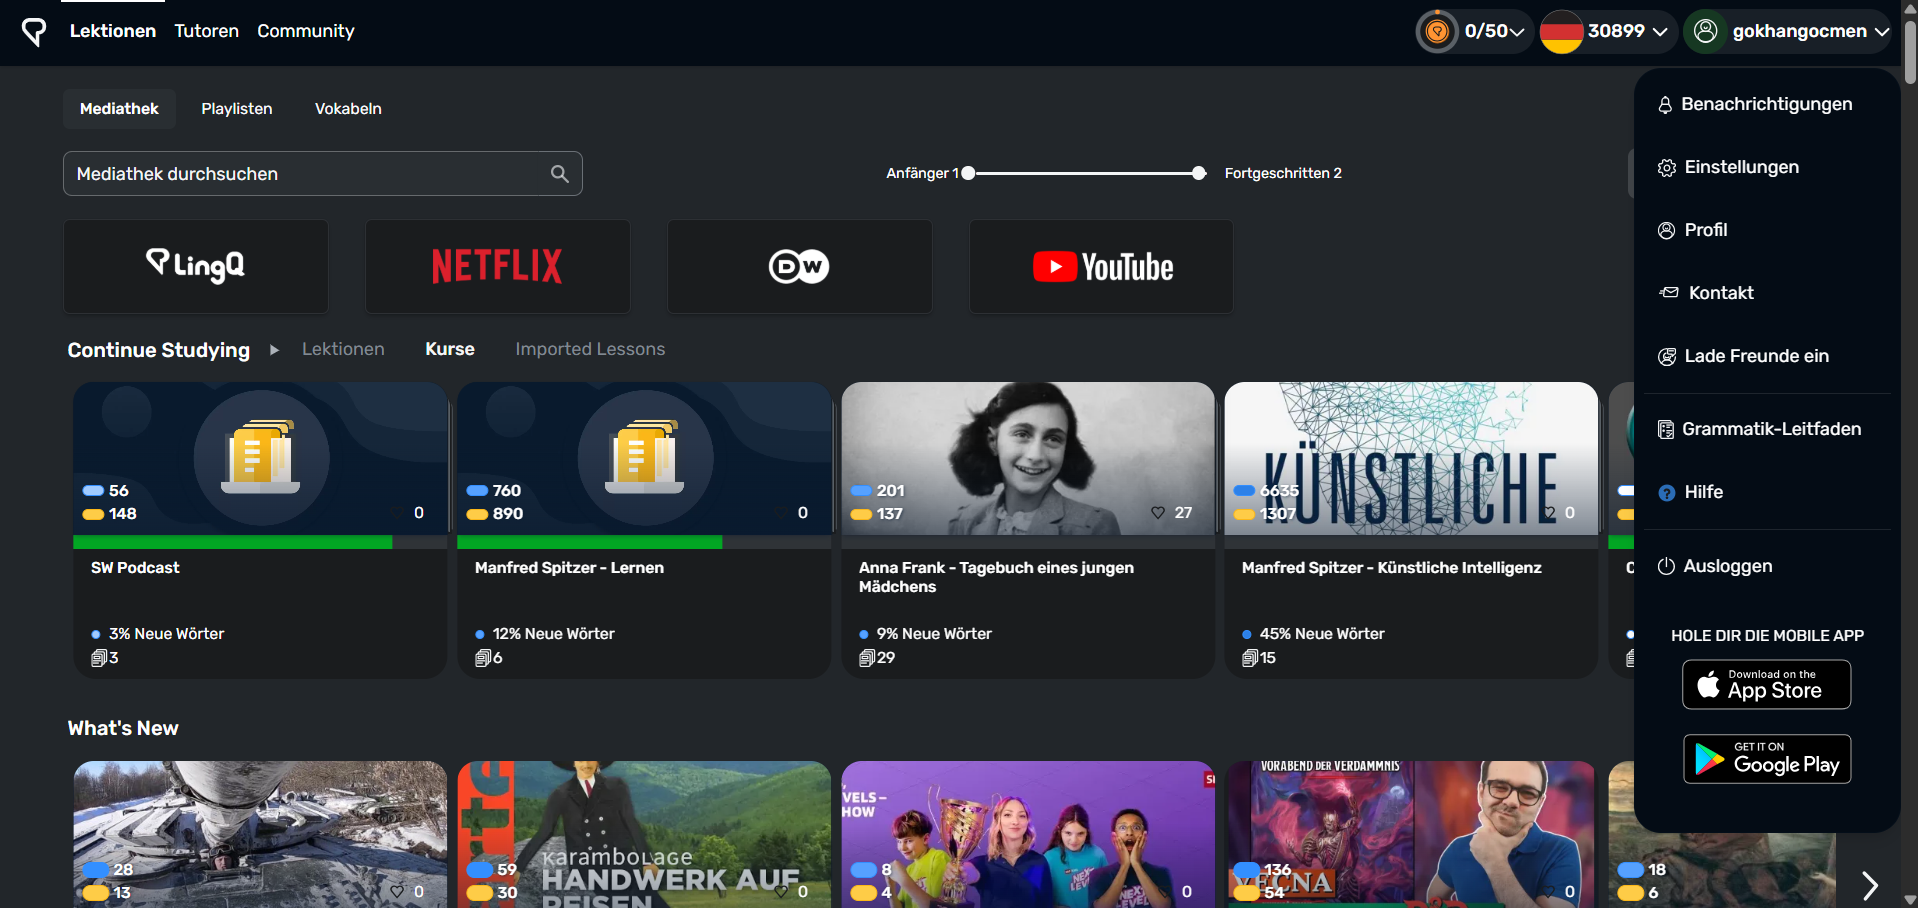 Lektionen Tutoren Community
0/50
30899
gokhangocmen
Mediathek Playlisten Vokabeln
Mediathek durchsuchen
Anfänger 1
Fortgeschritten 2
LingQ
NETFLIX
DW
YouTube
Continue Studying Lektionen Kurse Imported Lessons
56
148
0
SW Podcast
3% Neue Wörter
3
760
890
0
Manfred Spitzer - Lernen
12% Neue Wörter
6
201
137
27
Anna Frank - Tagebuch eines jungen
Mädchens
9% Neue Wörter
29
KÜNSTLICHE
6635
1307
0
Manfred Spitzer - Künstliche Intelligenz
45% Neue Wörter
15
What's New
28
13
0
arte
Karambolage
HANDWERK AUF
REISEN
59
30
0
8
4
0
VORABEND DER VERDAMMNIS
VECNA
136
54
0
18
6
Benachrichtigungen
Einstellungen
Profil
Kontakt
Lade Freunde ein
Grammatik-Leitfaden
Hilfe
Ausloggen
HOLE DIR DIE MOBILE APP
Download on the
App Store
GET IT ON
Google Play